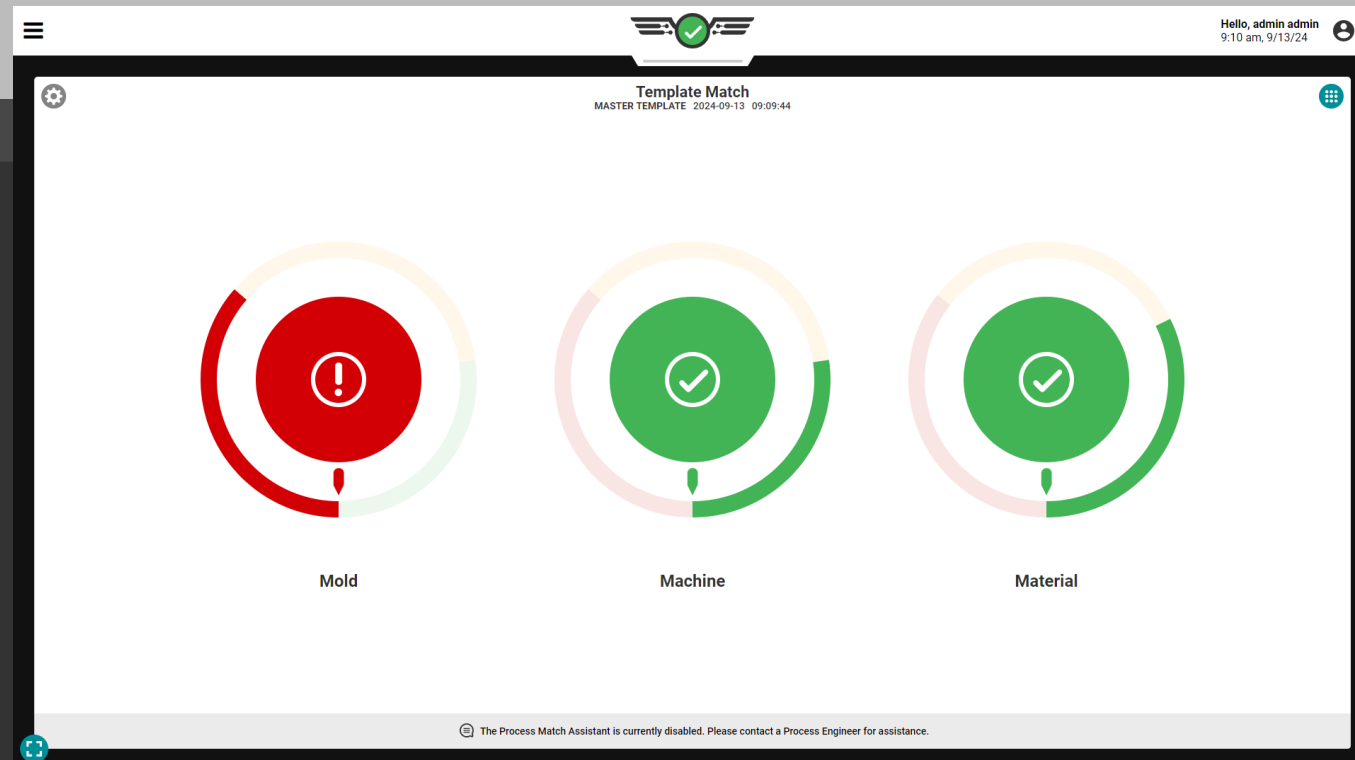 Hello, admin admin
9:10 am, 9/13/24
Template Match
MASTER TEMPLATE 2024-09-13 09:09:44
Mold
Machine
Material
The Process Match Assistant is currently disabled. Please contact a Process Engineer for assistance.